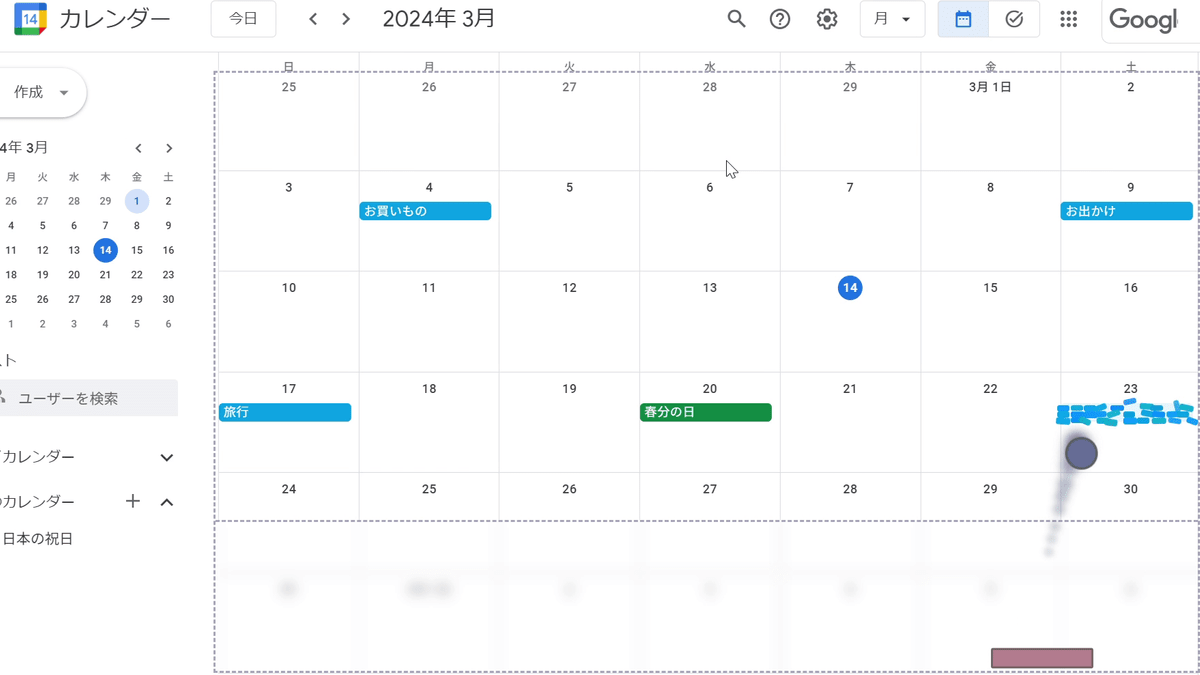 14 カレンダー 今日 2024年 3月 月 Googl
作成
4年 3月
月 火 水 木 金 土
26 27 28 29 1 2
4 5 6 7 8 9
11 12 13 14 15 16
18 19 20 21 22 23
25 26 27 28 29 30
1 2 3 4 5 6
スト
ユーザーを検索
カレンダー
のカレンダー
日本の祝日
日 月 火 水 木 金 土
25 26 27 28 29 3月 1日 2
3 4 5 6 7 8 9
お買いもの お出かけ
10 11 12 13 14 15 16
17 18 19 20 21 22 23
旅行 春分の日
24 25 26 27 28 29 30